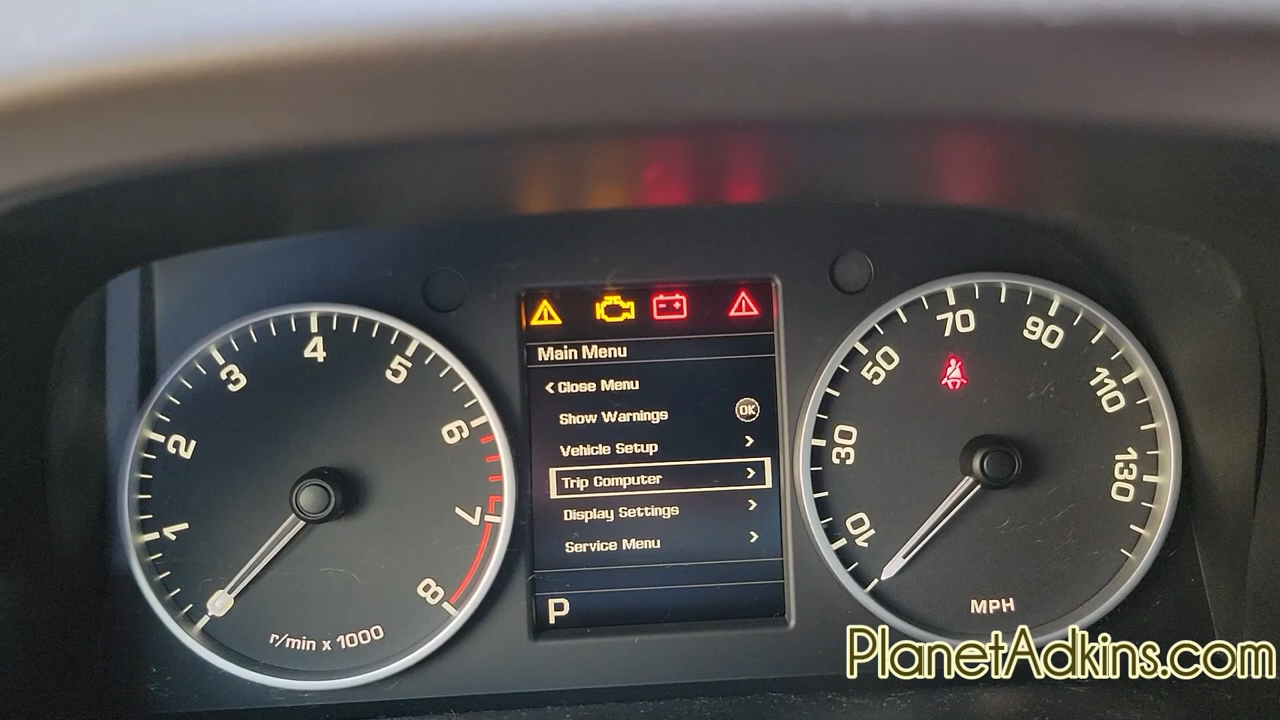 1
2
3
4
5
6
7
8
r/min x 1000
Main Menu
Close Menu
Show Warnings OK
Vehicle Setup
Trip Computer
Display Settings
Service Menu
P
10
30
50
70
90
110
130
MPH
PlanetAdkins.com